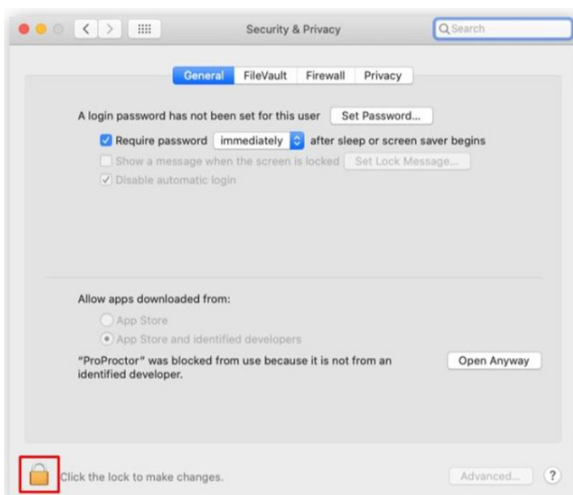 Security & Privacy
Search
General FileVault Firewall Privacy
A login password has not been set for this user Set Password...
Require password immediately after sleep or screen saver begins
Show a message when the screen is locked Set Lock Message...
Disable automatic login
Allow apps downloaded from:
App Store
App Store and identified developers
"ProProctor" was blocked from use because it is not from an Open Anyway
identified developer.
Click the lock to make changes.
Advanced... ?